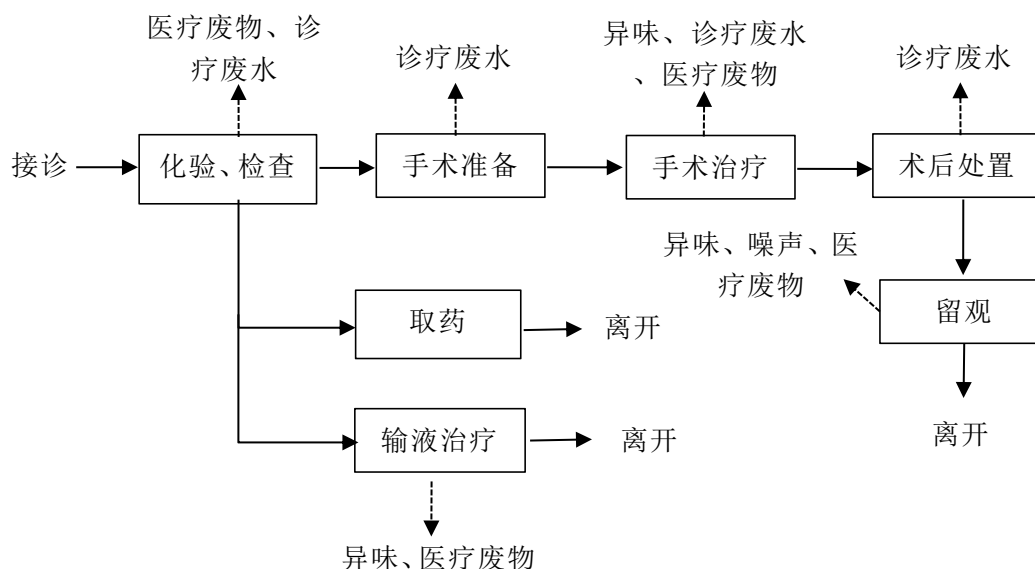 医疗废物、诊
疗废水
诊疗废水
异味、诊疗废水
、医疗废物
诊疗废水
接诊
化验、检查
手术准备
手术治疗
术后处置
异味、噪声、医
疗废物
留观
取药
离开
输液治疗
离开
离开
异味、医疗废物